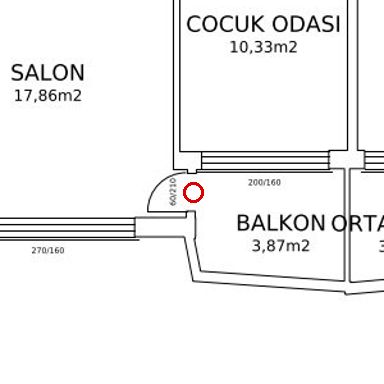 COCUK ODASI
10,33m2
SALON
17,86m2
60/210
200/160
BALKON
3,87m2
270/160